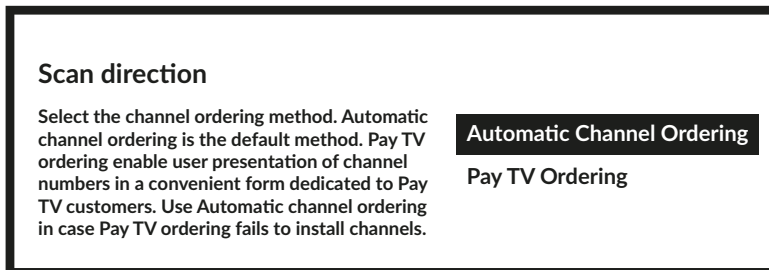 Scan direction
Select the channel ordering method. Automatic
channel ordering is the default method. Pay TV
ordering enable user presentation of channel
numbers in a convenient form dedicated to Pay
TV customers. Use Automatic channel ordering
in case Pay TV ordering fails to install channels.
Automatic Channel Ordering
Pay TV Ordering